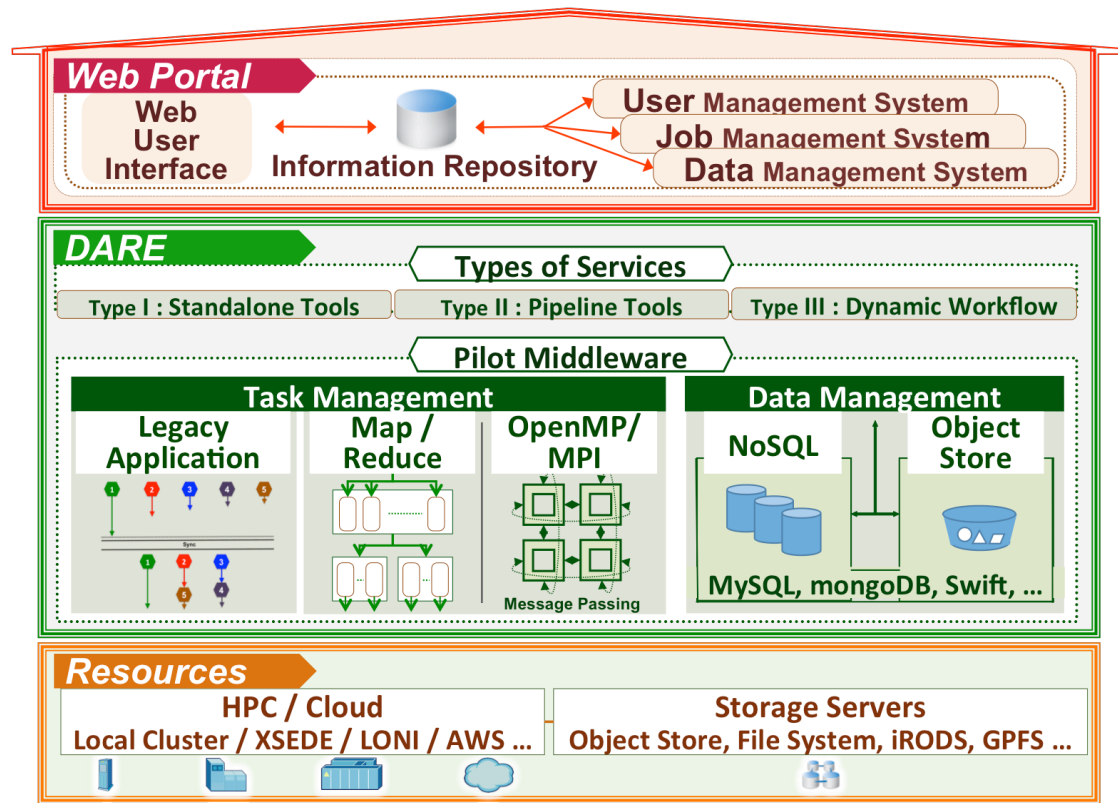 Web Portal
Web
User
Interface
Information Repository
User Management System
Job Management System
Data Management System
DARE
Types of Services
Type I : Standalone Tools
Type II : Pipeline Tools
Type III : Dynamic Workflow
Pilot Middleware
Task Management
Legacy
Application
1 2 3 4 5
Sync
1 2 3
5 4
Map /
Reduce
OpenMP/
MPI
Message Passing
Data Management
NoSQL
Object
Store
MySQL, mongoDB, Swift, ...
Resources
HPC / Cloud
Local Cluster / XSEDE / LONI / AWS ...
Storage Servers
Object Store, File System, iRODS, GPFS ...